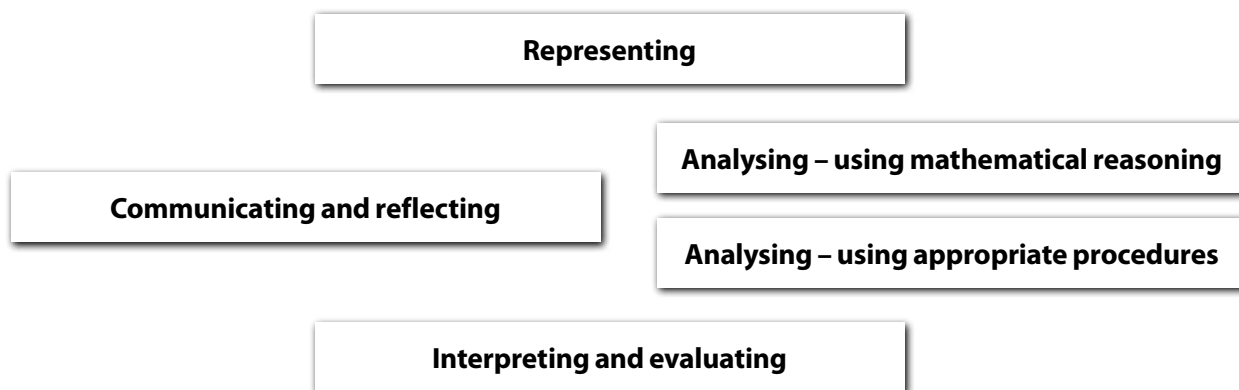 Representing
Analysing – using mathematical reasoning
Communicating and reflecting
Analysing – using appropriate procedures
Interpreting and evaluating